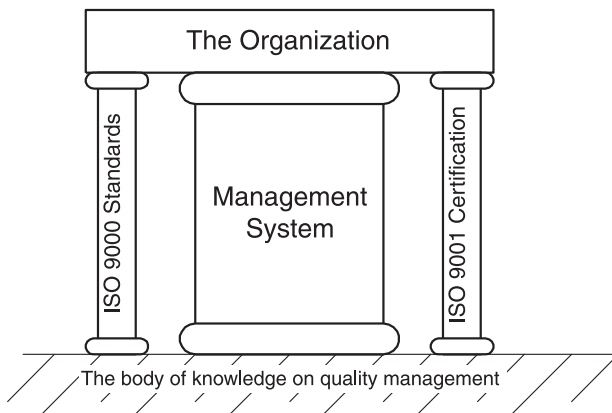 The Organization
ISO 9000 Standards
Management
System
ISO 9001 Certification
The body of knowledge on quality management